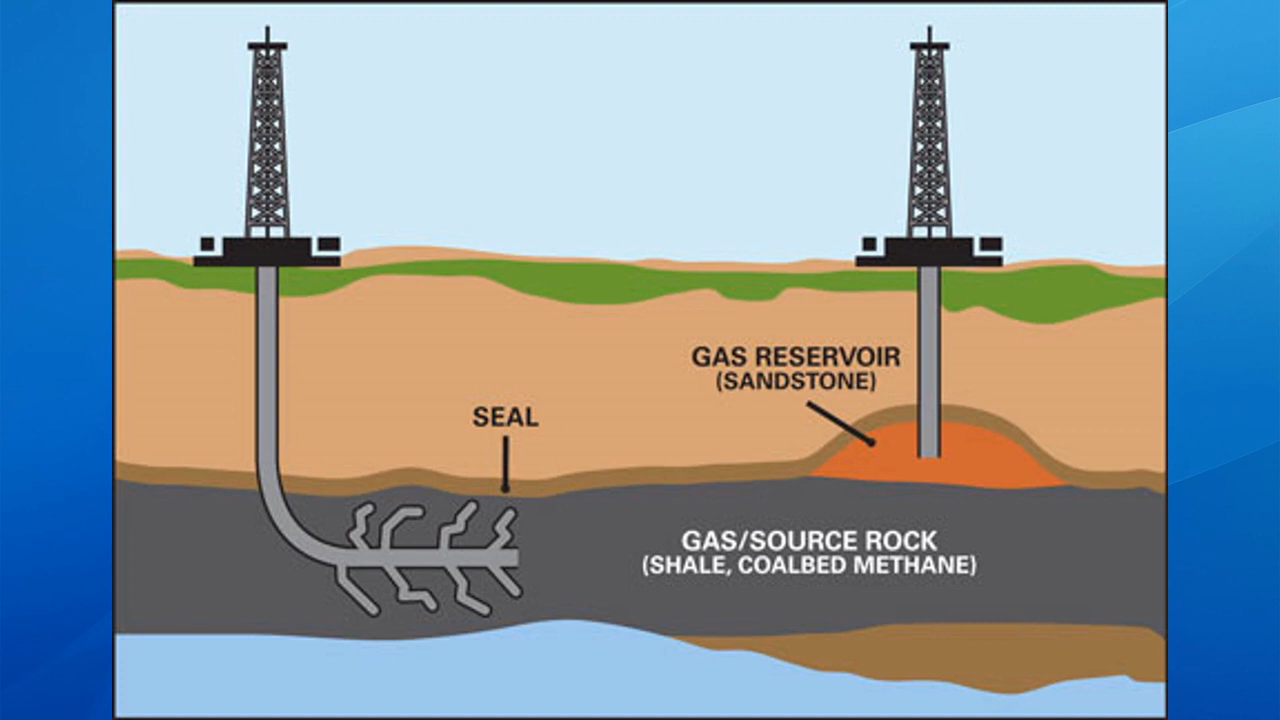 GAS RESERVOIR
(SANDSTONE)
SEAL
GAS/SOURCE ROCK
(SHALE, COALBED METHANE)